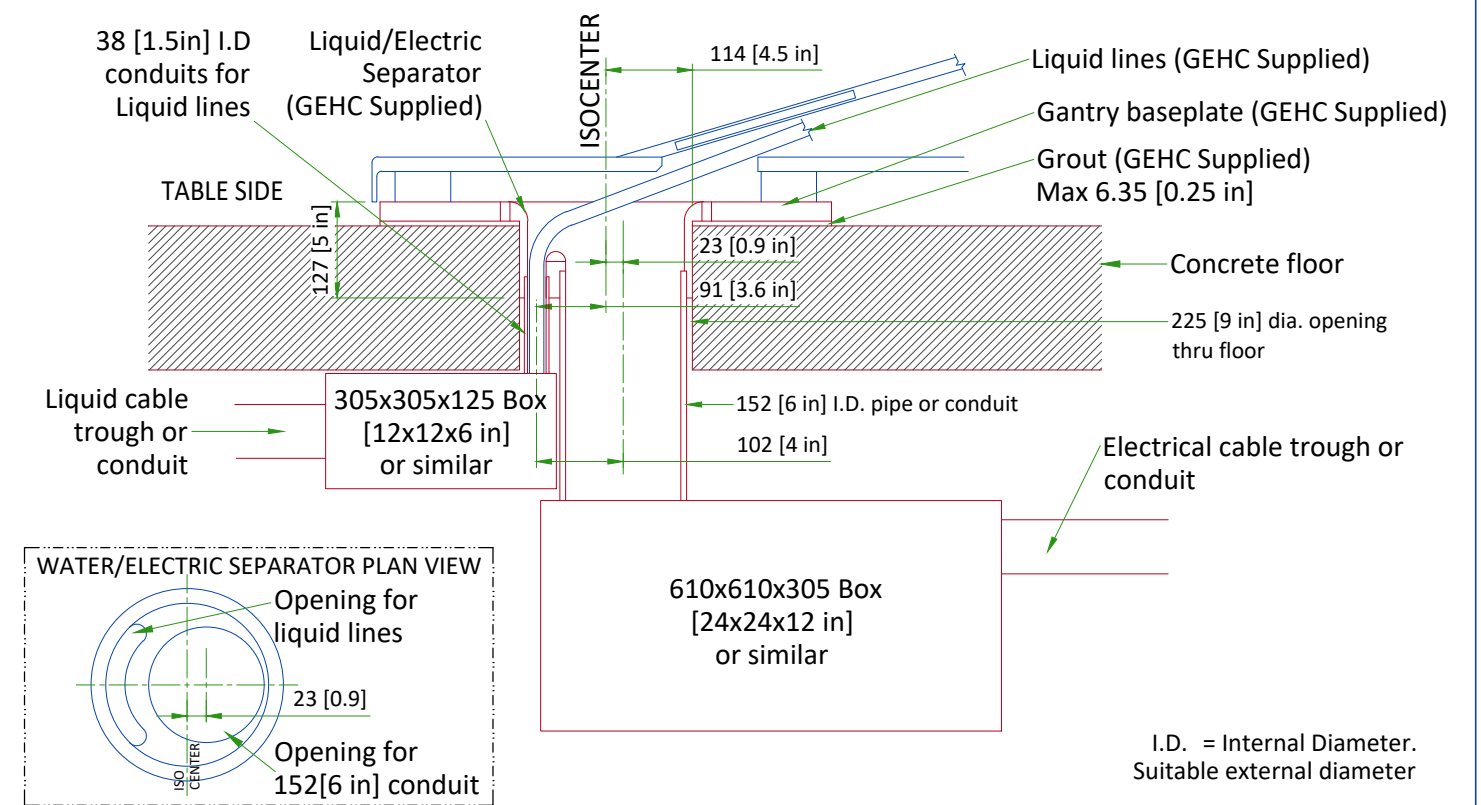 38 [1.5in] I.D
conduits for
Liquid lines
Liquid/Electric
Separator
(GEHC Supplied)
ISOCENTER
114 [4.5 in]
Liquid lines (GEHC Supplied)
Gantry baseplate (GEHC Supplied)
Grout (GEHC Supplied)
Max 6.35 [0.25 in]
TABLE SIDE
127 [5 in]
23 [0.9 in]
91 [3.6 in]
Concrete floor
225 [9 in] dia. opening
thru floor
Liquid cable
trough or
conduit
305x305x125 Box
[12x12x6 in]
or similar
152 [6 in] I.D. pipe or conduit
102 [4 in]
Electrical cable trough or
conduit
610x610x305 Box
[24x24x12 in]
or similar
WATER/ELECTRIC SEPARATOR PLAN VIEW
Opening for
liquid lines
23 [0.9]
ISO
CENTER
Opening for
152[6 in] conduit
I.D. = Internal Diameter.
Suitable external diameter